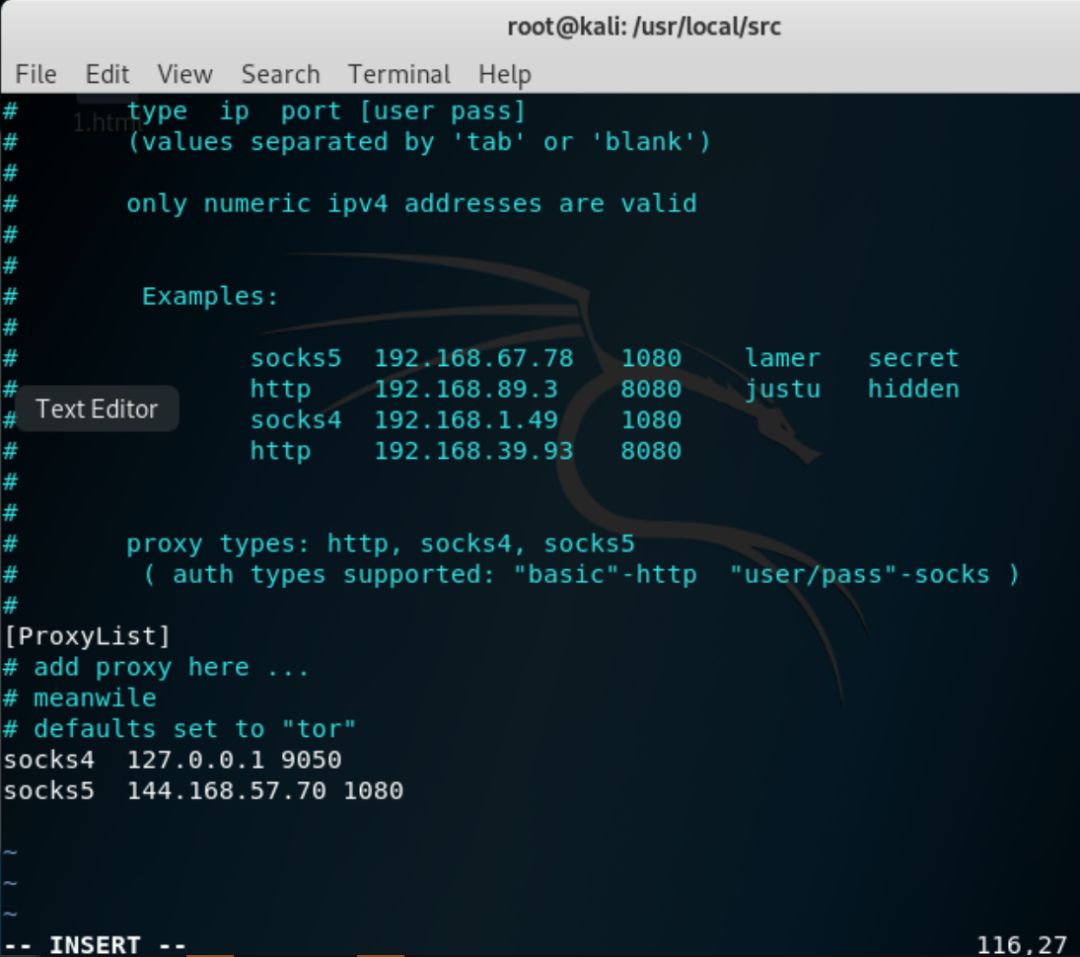 root@kali: /usr/local/src
File Edit View Search Terminal Help
# type ip port [user pass]
1.html
# (values separated by 'tab' or 'blank')
#
# only numeric ipv4 addresses are valid
#
#
# Examples:
#
# socks5 192.168.67.78 1080 lamer secret
# http 192.168.89.3 8080 justu hidden
Text Editor
# socks4 192.168.1.49 1080
# http 192.168.39.93 8080
#
#
# proxy types: http, socks4, socks5
# ( auth types supported: "basic"-http "user/pass"-socks )
#
[ProxyList]
# add proxy here ...
# meanwile
# defaults set to "tor"
socks4 127.0.0.1 9050
socks5 144.168.57.70 1080
~
~
~
-- INSERT -- 116,27